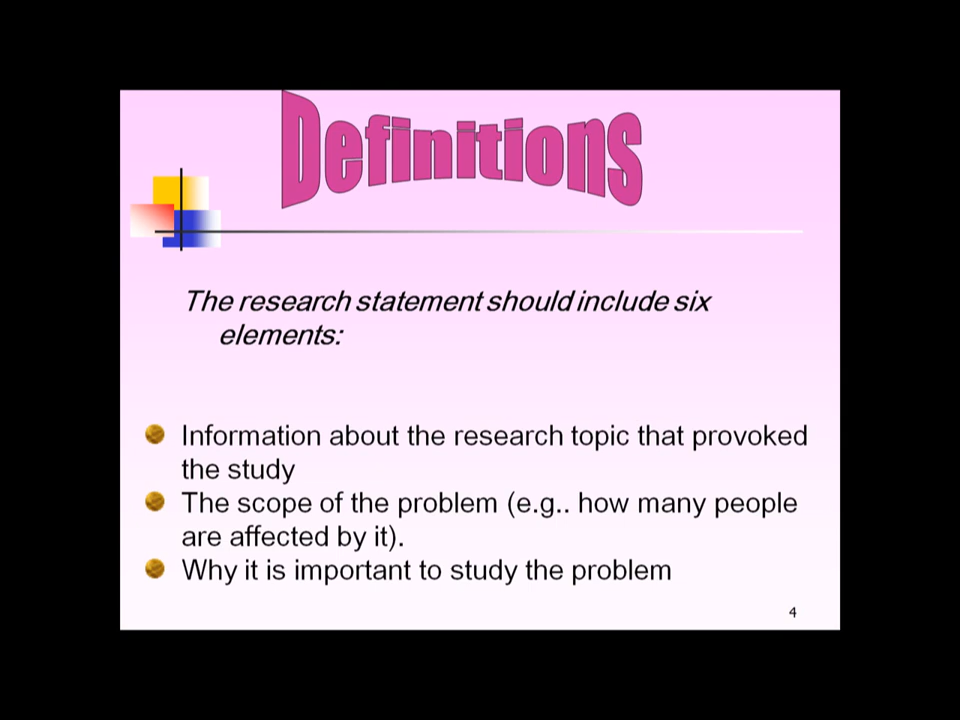 Definitions
The research statement should include six
elements:
Information about the research topic that provoked
the study
The scope of the problem (e.g.. how many people
are affected by it).
Why it is important to study the problem
4